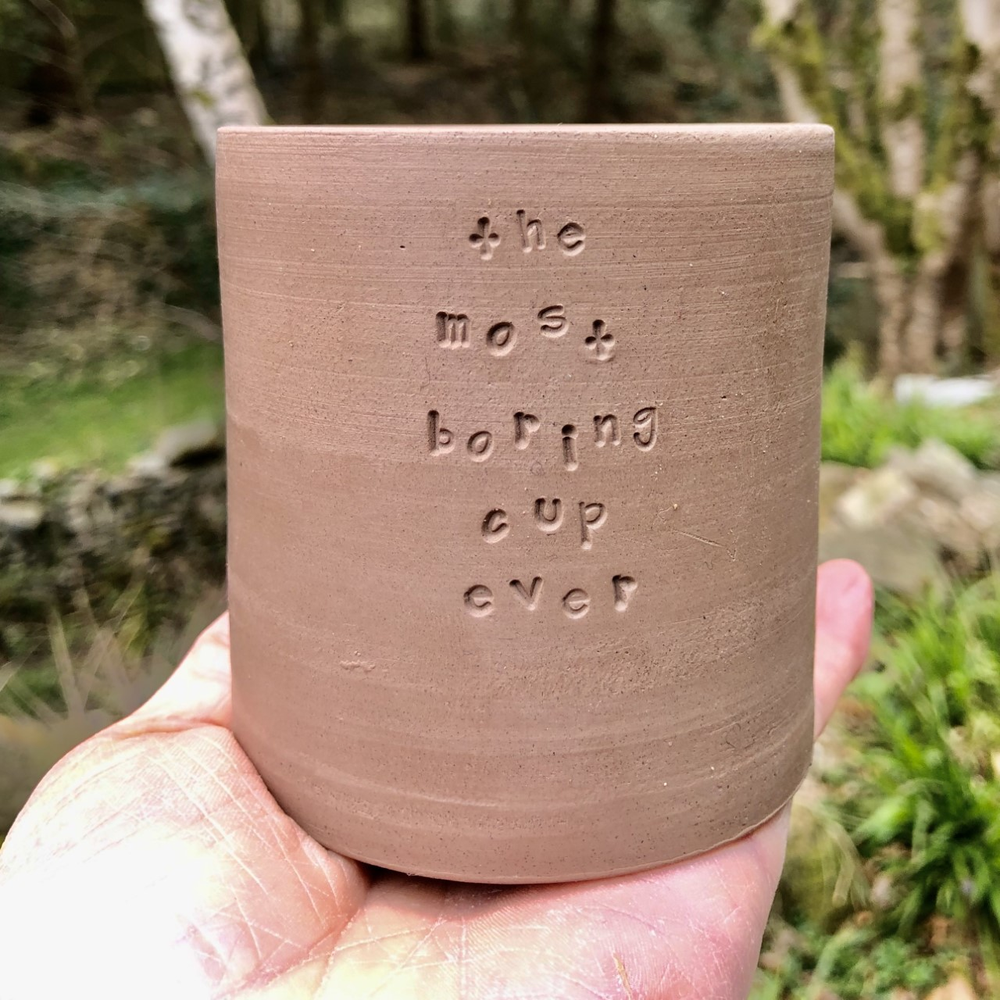 the
most
boring
cup
ever